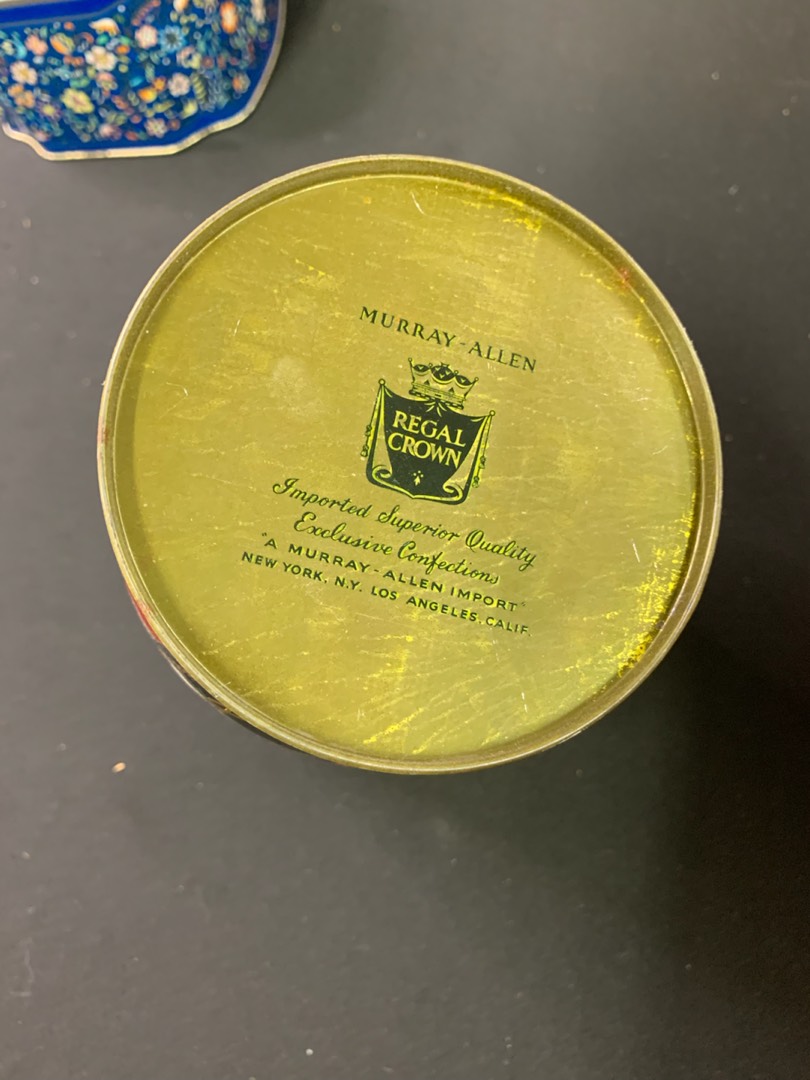 MURRAY-ALLEN
REGAL
CROWN
Imported Superior Quality
Exclusive Confections
"A MURRAY-ALLEN IMPORT"
NEW YORK, N.Y. LOS ANGELES, CALIF.